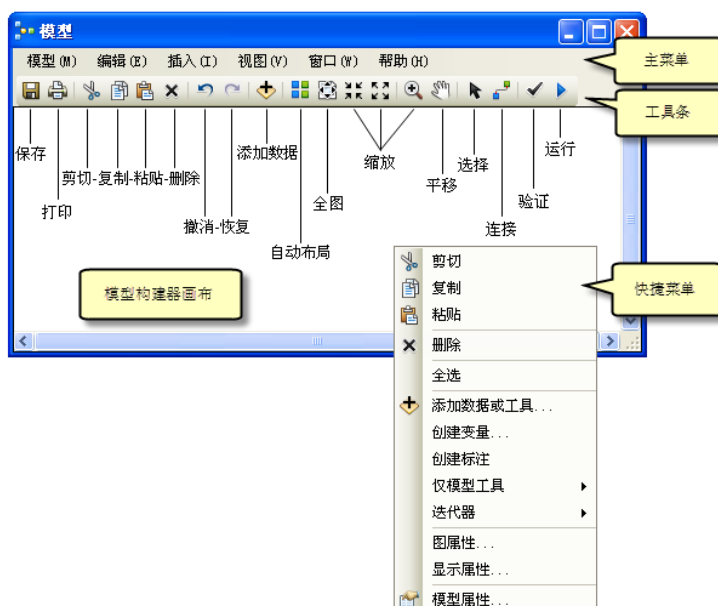 模型
模型(M) 编辑(E) 插入(I) 视图(V) 窗口(W) 帮助(H)
主菜单
工具条
保存
打印
剪切-复制-粘贴-删除
撤消-恢复
添加数据
自动布局
全图
缩放
平移
选择
连接
验证
运行
模型构建器画布
快捷菜单
剪切
复制
粘贴
删除
全选
添加数据或工具...
创建变量...
创建标注
仅模型工具
迭代器
图属性...
显示属性...
模型属性...